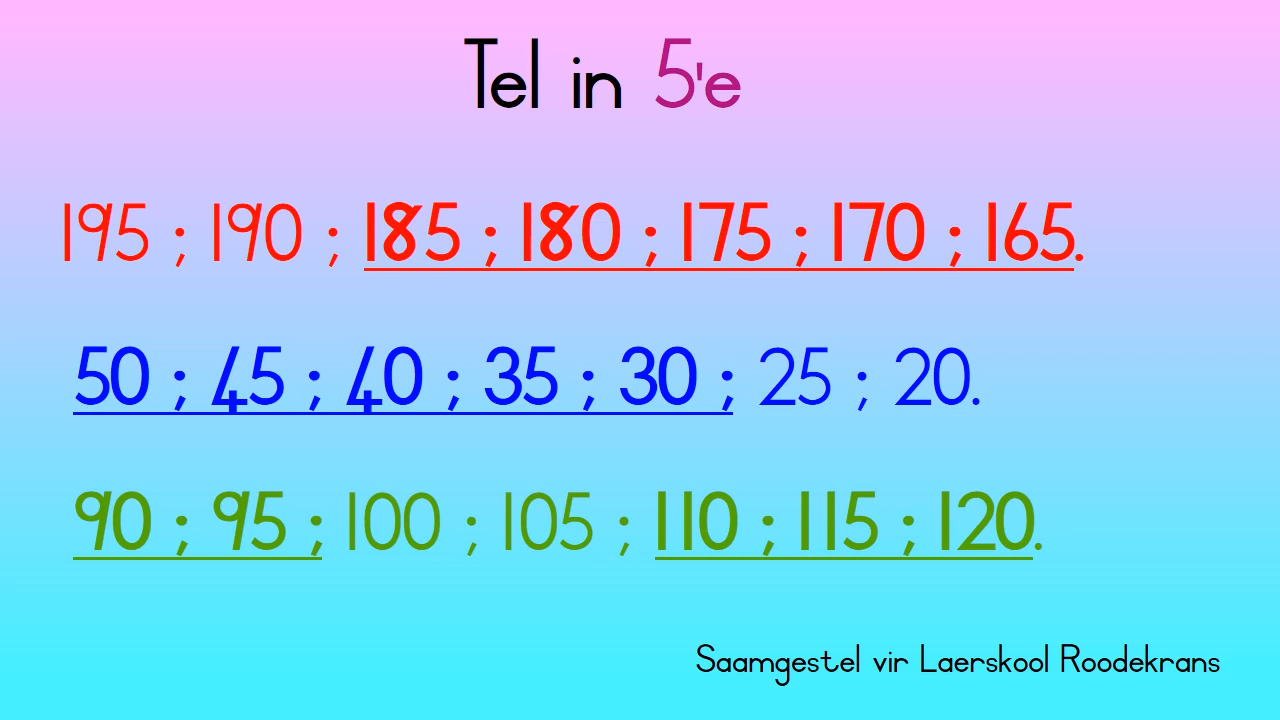 Tel in 5'e
195 ; 190 ; 185 ; 180 ; 175 ; 170 ; 165.
50 ; 45 ; 40 ; 35 ; 30 ; 25 ; 20.
90 ; 95 ; 100 ; 105 ; 110 ; 115 ; 120.
Saamgestel vir Laerskool Roodekrans